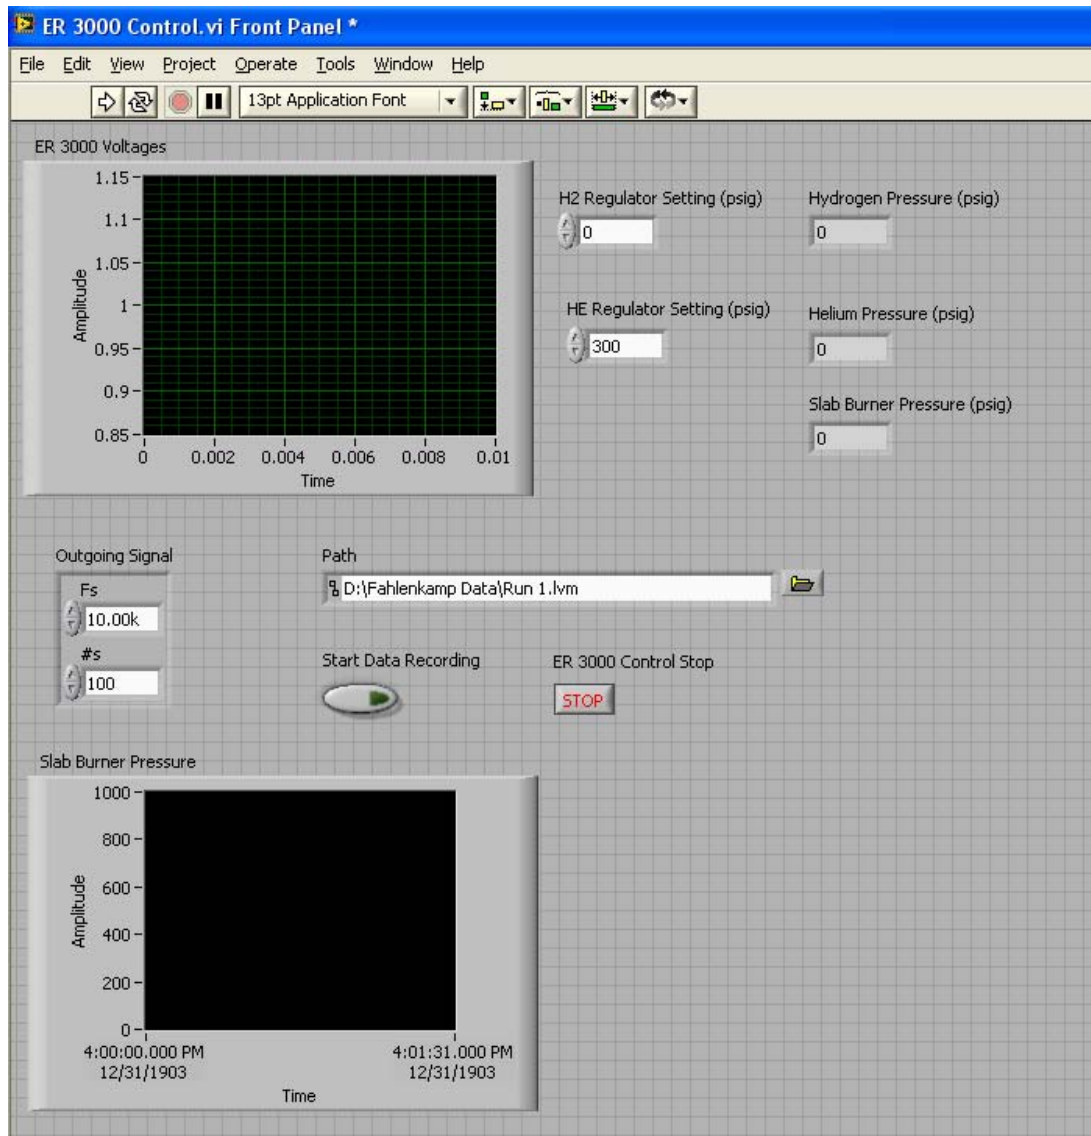 ER 3000 Control.vi Front Panel *
File Edit View Project Operate Tools Window Help
13pt Application Font
ER 3000 Voltages
1.15
1.1
1.05
1
0.95
0.9
0.85
Amplitude
0 0.002 0.004 0.006 0.008 0.01
Time
H2 Regulator Setting (psig)
0
Hydrogen Pressure (psig)
0
HE Regulator Setting (psig)
300
Helium Pressure (psig)
0
Slab Burner Pressure (psig)
0
Outgoing Signal
Fs
10.00k
#s
100
Path
D:\Fahlenkamp Data\Run 1.lvm
Start Data Recording
ER 3000 Control Stop
STOP
Slab Burner Pressure
1000
800
600
400
200
0
Amplitude
4:00:00.000 PM 4:01:31.000 PM
12/31/1903 12/31/1903
Time